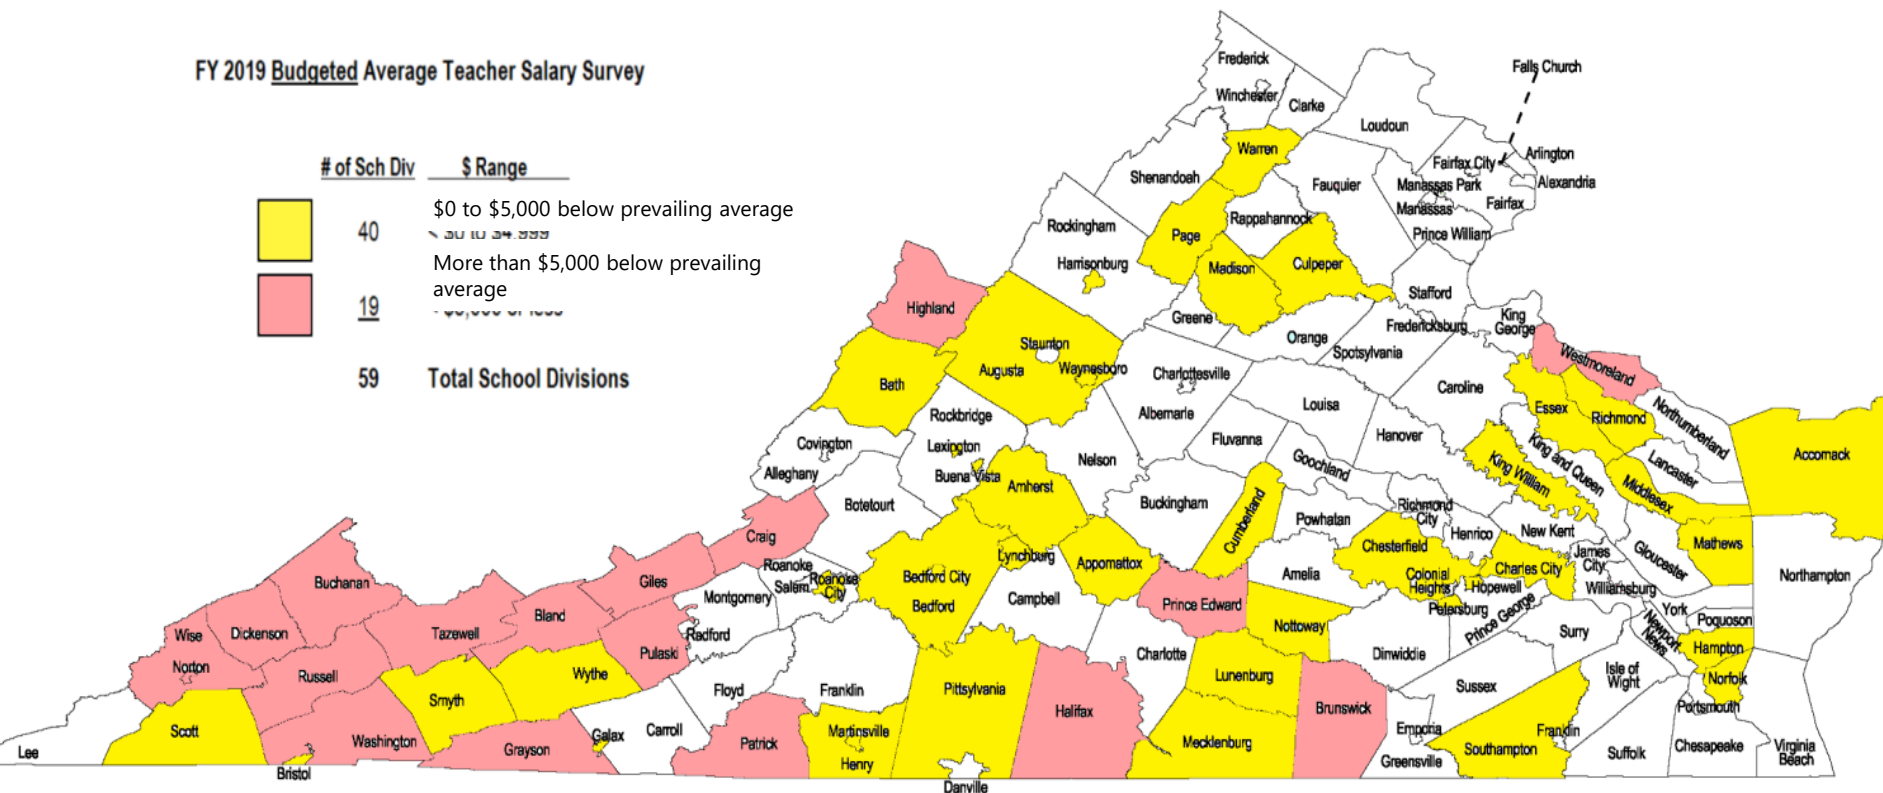 FY 2019 Budgeted Average Teacher Salary Survey
# of Sch Div $ Range
$0 to $5,000 below prevailing average
40
More than $5,000 below prevailing
average
19
59 Total School Divisions
Falls Church
Frederick
Winchester
Clarke
Loudoun
Warren
Fairfax City
Arlington
Shenandoah
Fauquier
Manassas Park
Alexandria
Manassas
Fairfax
Rockingham
Page
Rappahannock
Prince William
Harrisonburg
Madison
Culpeper
Stafford
Highland
Greene
Fredericksburg
King
George
Orange
Spotsylvania
Staunton
Augusta
Waynesboro
Charlottesville
Westmoreland
Bath
Caroline
Albemarle
Louisa
Essex
Richmond
Northumberland
Rockbridge
Covington
Lexington
Fluvanna
Hanover
King and Queen
Lancaster
Accomack
Alleghany
Buena Vista
Nelson
Goochland
King William
Middlesex
Amherst
Botetourt
Buckingham
Cumberland
Powhatan
Richmond
City
Henrico
New Kent
Craig
Chesterfield
Mathews
Lynchburg
Appomattox
James
City
Gloucester
Buchanan
Giles
Roanoke
Salem
Roanoke
City
Bedford City
Amelia
Colonial
Heights
Charles City
Hopewell
Williamsburg
Northampton
Montgomery
Bedford
Campbell
Prince Edward
Petersburg
Prince George
York
Poquoson
Wise
Dickenson
Tazewell
Bland
Radford
Nottoway
Surry
Newport
News
Hampton
Norton
Russell
Pulaski
Charlotte
Dinwiddie
Wythe
Smyth
Floyd
Franklin
Pittsylvania
Lunenburg
Sussex
Isle of
Wight
Norfolk
Scott
Halifax
Brunswick
Portsmouth
Lee
Washington
Grayson
Galax
Carroll
Patrick
Martinsville
Henry
Mecklenburg
Emporia
Greensville
Southampton
Franklin
Suffolk
Chesapeake
Virginia
Beach
Bristol
Danville